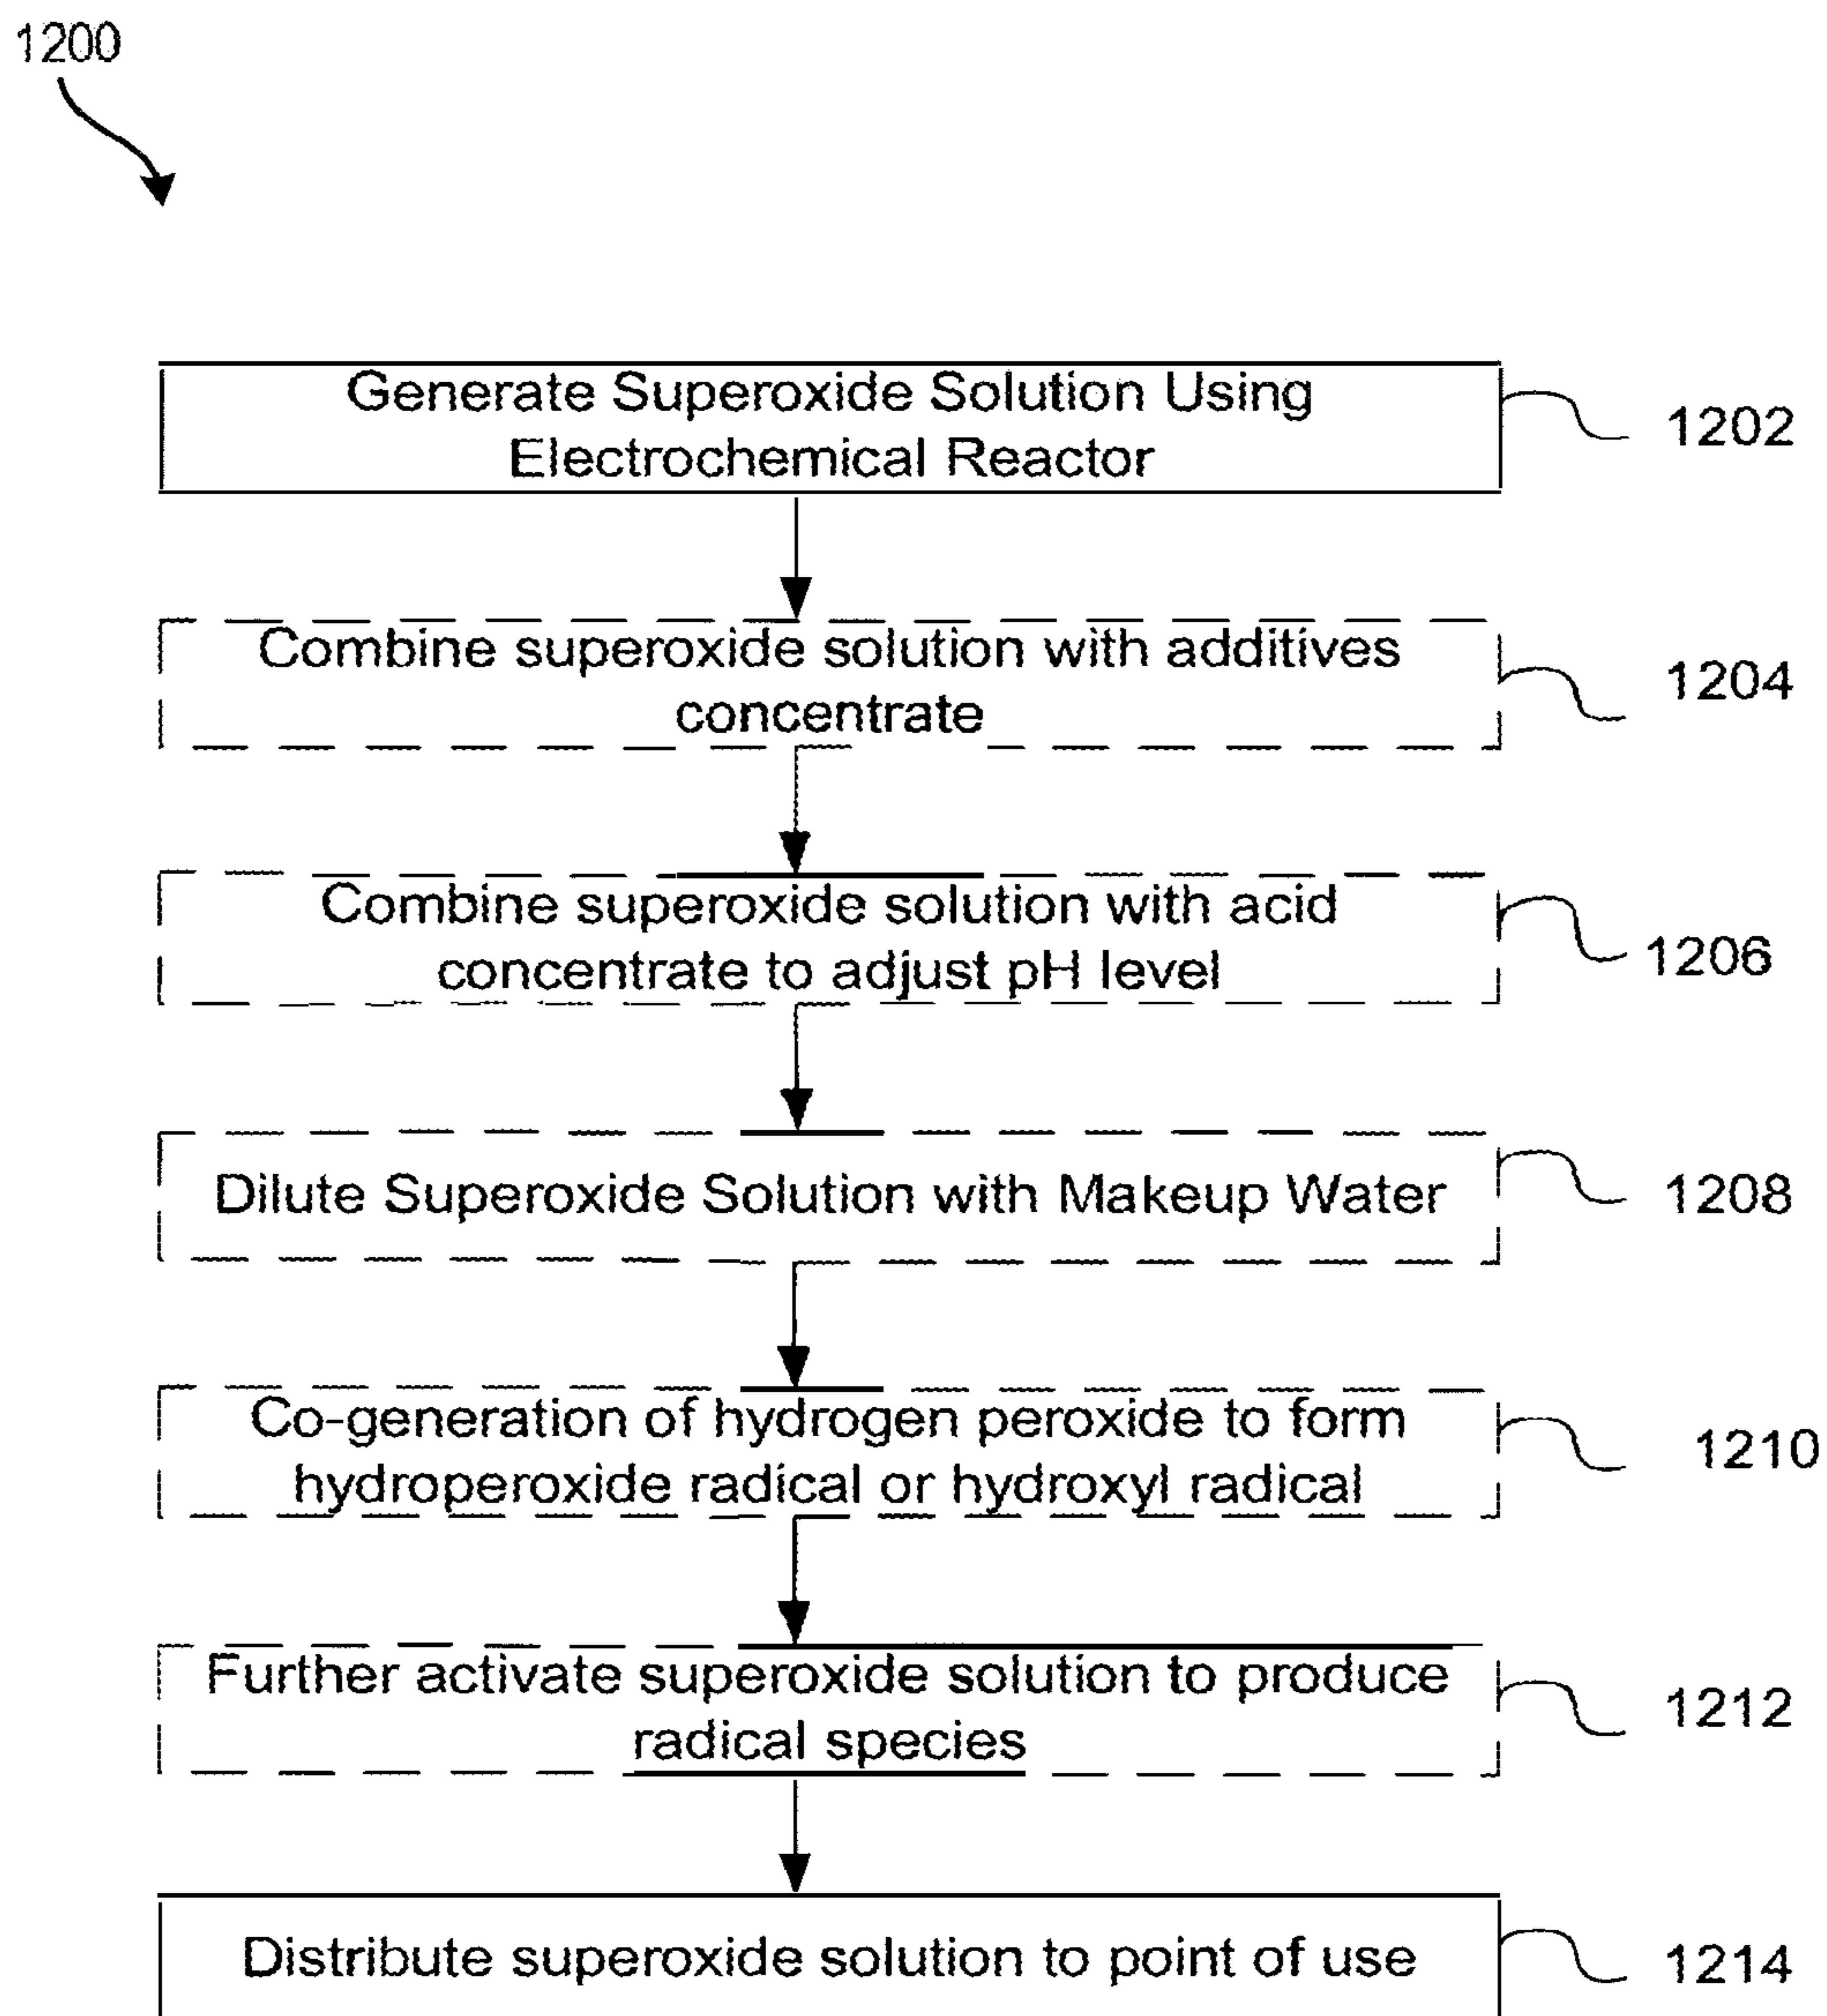 1200
Generate Superoxide Solution Using
Electrochemical Reactor
1202
Combine superoxide solution with additives
concentrate
1204
Combine superoxide solution with acid
concentrate to adjust pH level
1206
Dilute Superoxide Solution with Makeup Water
1208
Co-generation of hydrogen peroxide to form
hydroperoxide radical or hydroxyl radical
1210
Further activate superoxide solution to produce
radical species
1212
Distribute superoxide solution to point of use
1214